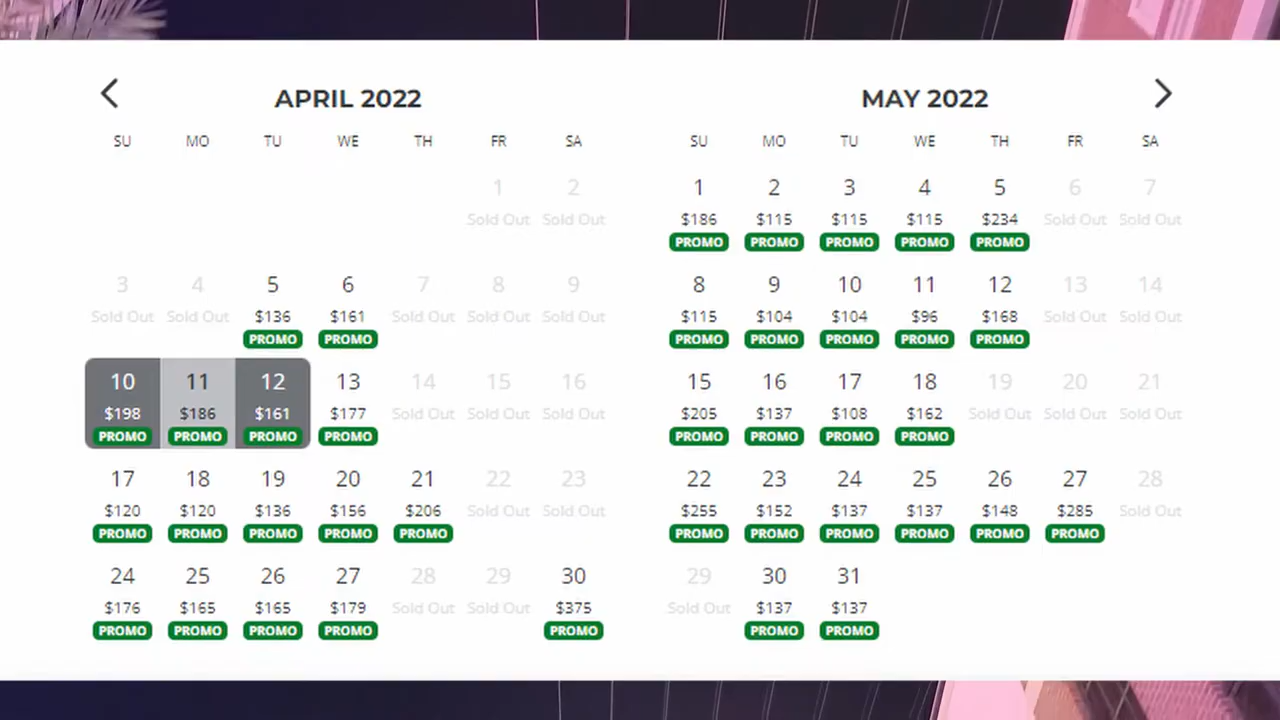 APRIL 2022
SU MO TU WE TH FR SA
1 2
Sold Out Sold Out
3 4 5 6 7 8 9
Sold Out Sold Out $136 $161 Sold Out Sold Out Sold Out
PROMO PROMO
10 11 12 13 14 15 16
$198 $186 $161 $177 Sold Out Sold Out Sold Out
PROMO PROMO PROMO PROMO
17 18 19 20 21 22 23
$120 $120 $136 $156 $206 Sold Out Sold Out
PROMO PROMO PROMO PROMO PROMO
24 25 26 27 28 29 30
$176 $165 $165 $179 Sold Out Sold Out $375
PROMO PROMO PROMO PROMO PROMO
MAY 2022
SU MO TU WE TH FR SA
1 2 3 4 5 6 7
$186 $115 $115 $115 $234 Sold Out Sold Out
PROMO PROMO PROMO PROMO PROMO
8 9 10 11 12 13 14
$115 $104 $104 $96 $168 Sold Out Sold Out
PROMO PROMO PROMO PROMO PROMO
15 16 17 18 19 20 21
$205 $137 $108 $162 Sold Out Sold Out Sold Out
PROMO PROMO PROMO PROMO
22 23 24 25 26 27 28
$255 $152 $137 $137 $148 $285 Sold Out
PROMO PROMO PROMO PROMO PROMO PROMO
29 30 31
Sold Out $137 $137
PROMO PROMO